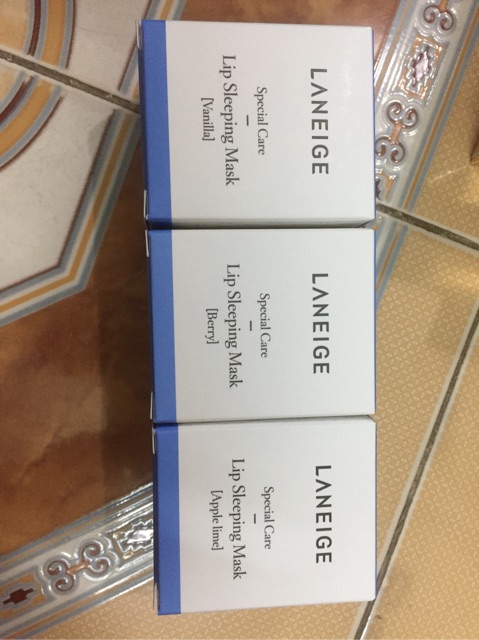 LANEIGE
Special Care
Lip Sleeping Mask
[Vanilla]
LANEIGE
Special Care
Lip Sleeping Mask
[Berry]
LANEIGE
Special Care
Lip Sleeping Mask
[Apple lime]